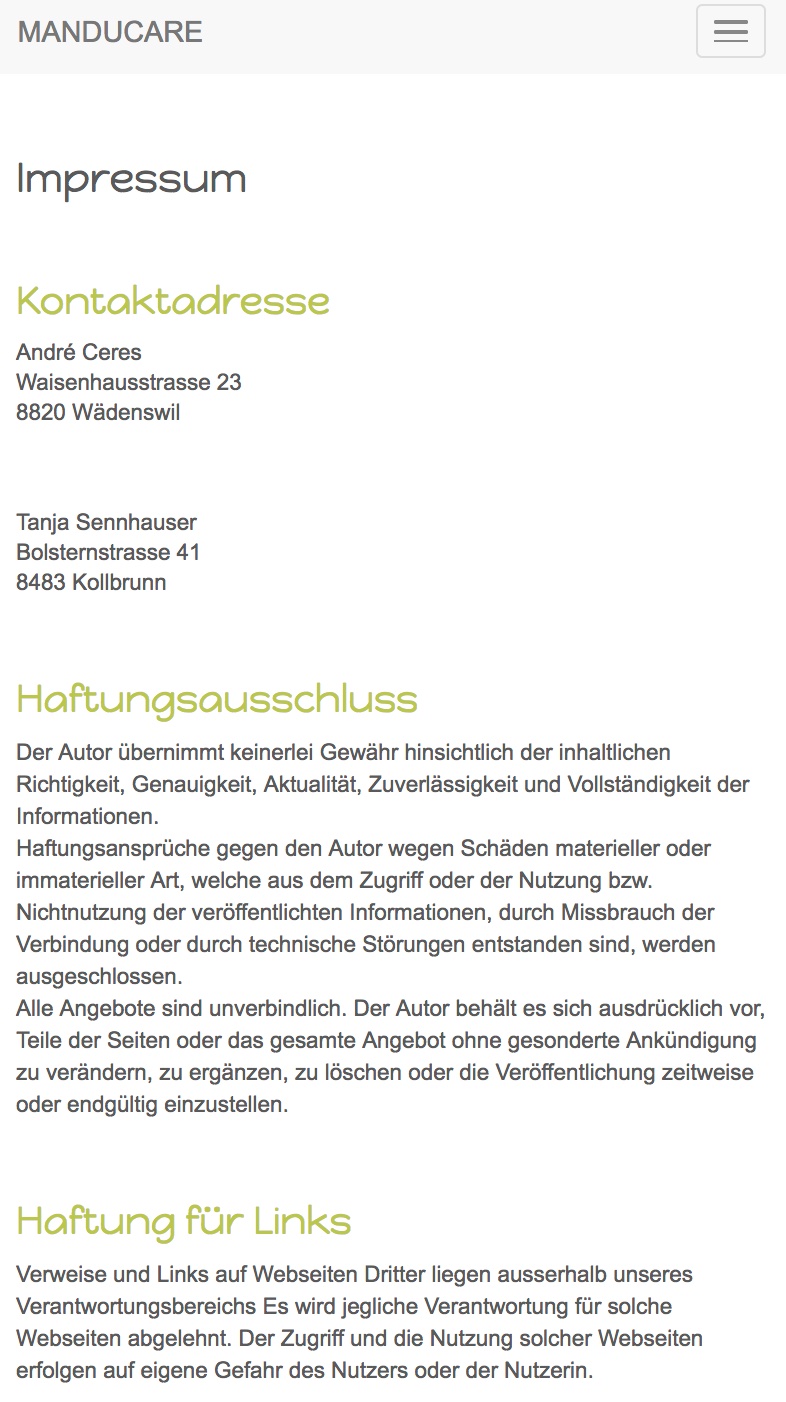 MANDUCARE
Impressum
Kontaktadresse
André Ceres
Waisenhausstrasse 23
8820 Wädenswil
Tanja Sennhauser
Bolsternstrasse 41
8483 Kollbrunn
Haftungsausschluss
Der Autor übernimmt keinerlei Gewähr hinsichtlich der inhaltlichen
Richtigkeit, Genauigkeit, Aktualität, Zuverlässigkeit und Vollständigkeit der
Informationen.
Haftungsansprüche gegen den Autor wegen Schäden materieller oder
immaterieller Art, welche aus dem Zugriff oder der Nutzung bzw.
Nichtnutzung der veröffentlichten Informationen, durch Missbrauch der
Verbindung oder durch technische Störungen entstanden sind, werden
ausgeschlossen.
Alle Angebote sind unverbindlich. Der Autor behält es sich ausdrücklich vor,
Teile der Seiten oder das gesamte Angebot ohne gesonderte Ankündigung
zu verändern, zu ergänzen, zu löschen oder die Veröffentlichung zeitweise
oder endgültig einzustellen.
Haftung für Links
Verweise und Links auf Webseiten Dritter liegen ausserhalb unseres
Verantwortungsbereichs Es wird jegliche Verantwortung für solche
Webseiten abgelehnt. Der Zugriff und die Nutzung solcher Webseiten
erfolgen auf eigene Gefahr des Nutzers oder der Nutzerin.